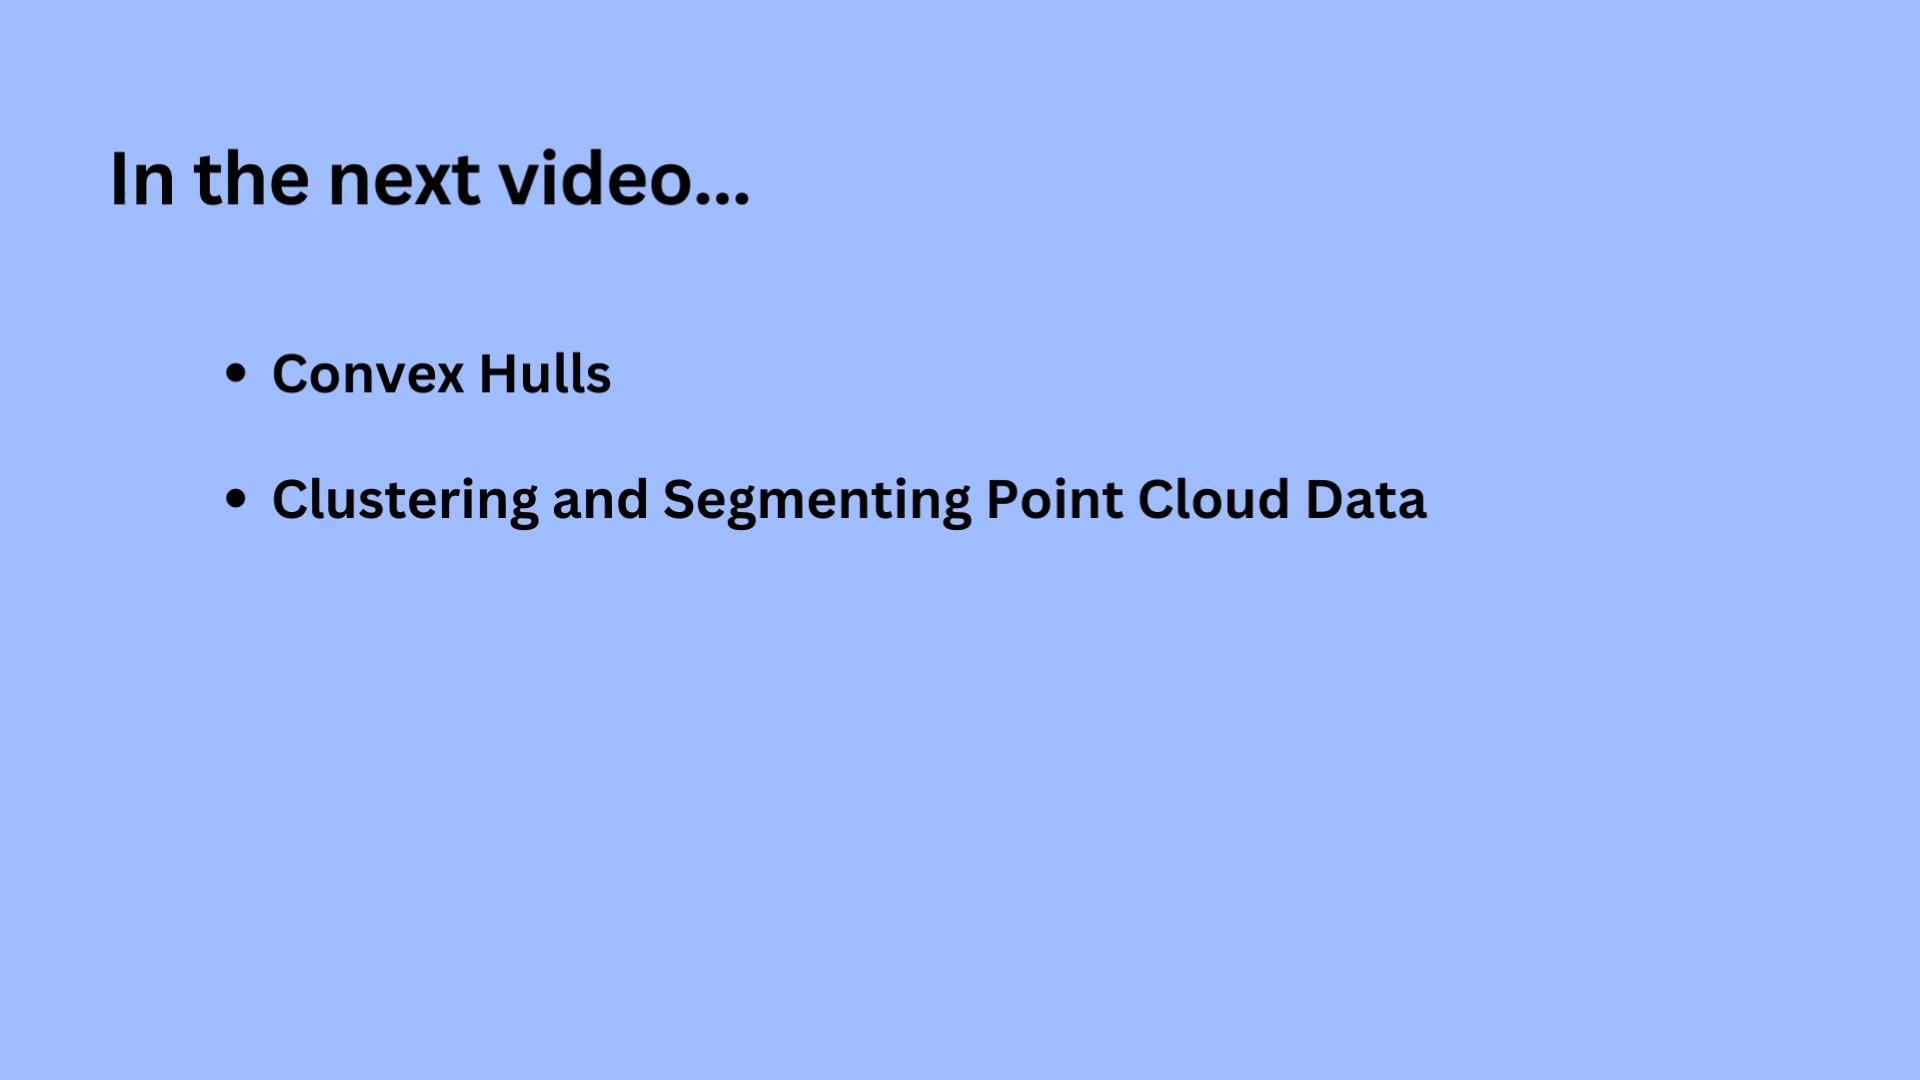 In the next video...
• Convex Hulls
• Clustering and Segmenting Point Cloud Data